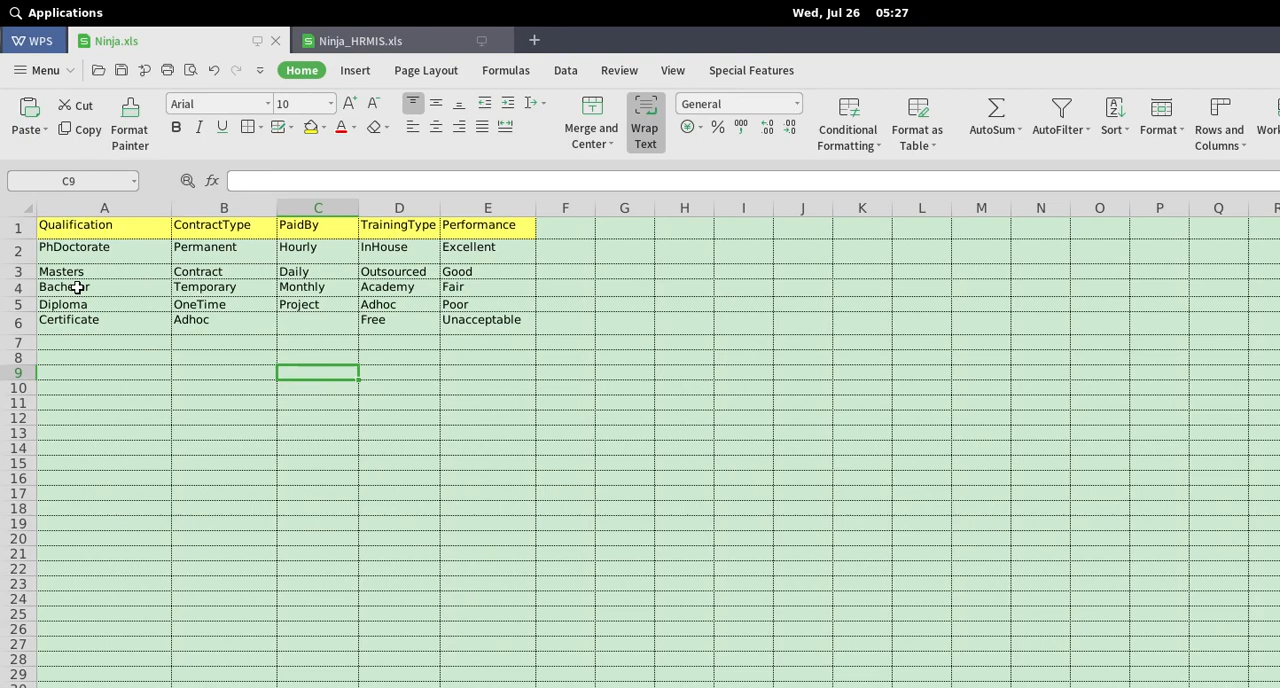 Applications Wed, Jul 26 05:27
WPS Ninja.xls Ninja_HRMIS.xls
Menu Home Insert Page Layout Formulas Data Review View Special Features
Paste Cut Copy Format Painter Arial 10 Merge and Center Wrap Text General Conditional Formatting Format as Table AutoSum AutoFilter Sort Format Rows and Columns
C9 fx
A B C D E F G H I J K L M N O P Q R
1 Qualification ContractType PaidBy TrainingType Performance
2 PhDoctorate Permanent Hourly InHouse Excellent
3 Masters Contract Daily Outsourced Good
4 Temporary Monthly Academy Fair
5 Diploma OneTime Project Adhoc Poor
6 Certificate Adhoc Free Unacceptable
7
8
9
10
11
12
13
14
15
16
17
18
19
20
21
22
23
24
25
26
27
28
29